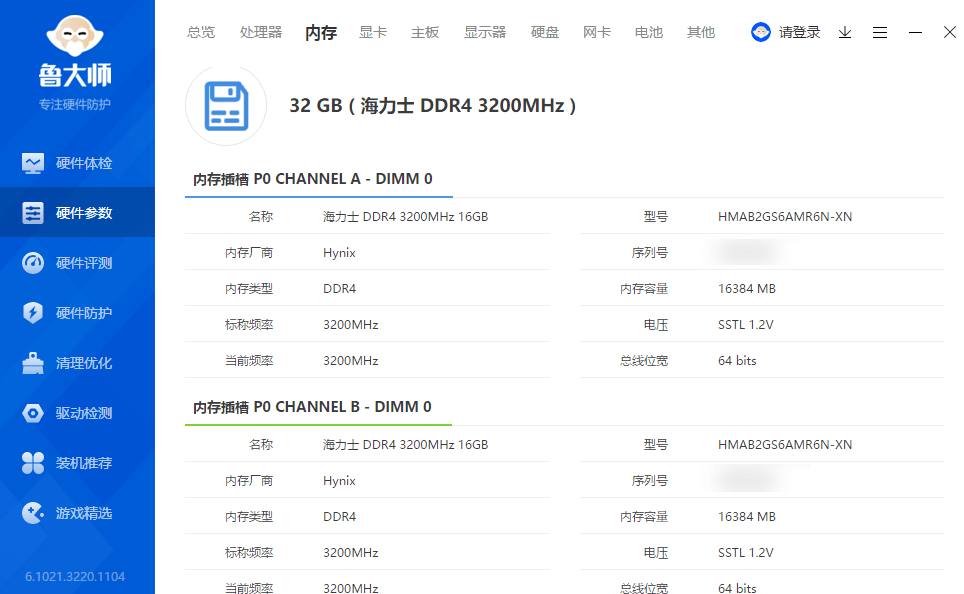 鲁大师
专注硬件防护
硬件体检
硬件参数
硬件评测
硬件防护
清理优化
驱动检测
装机推荐
游戏精选
6.1021.3220.1104
总览 处理器 内存 显卡 主板 显示器 硬盘 网卡 电池 其他 请登录
32 GB ( 海力士 DDR4 3200MHz )
内存插槽 P0 CHANNEL A - DIMM 0
名称 海力士 DDR4 3200MHz 16GB 型号 HMAB2GS6AMR6N-XN
内存厂商 Hynix 序列号
内存类型 DDR4 内存容量 16384 MB
标称频率 3200MHz 电压 SSTL 1.2V
当前频率 3200MHz 总线位宽 64 bits
内存插槽 P0 CHANNEL B - DIMM 0
名称 海力士 DDR4 3200MHz 16GB 型号 HMAB2GS6AMR6N-XN
内存厂商 Hynix 序列号
内存类型 DDR4 内存容量 16384 MB
标称频率 3200MHz 电压 SSTL 1.2V
当前频率 3200MHz 总线位宽 64 bits